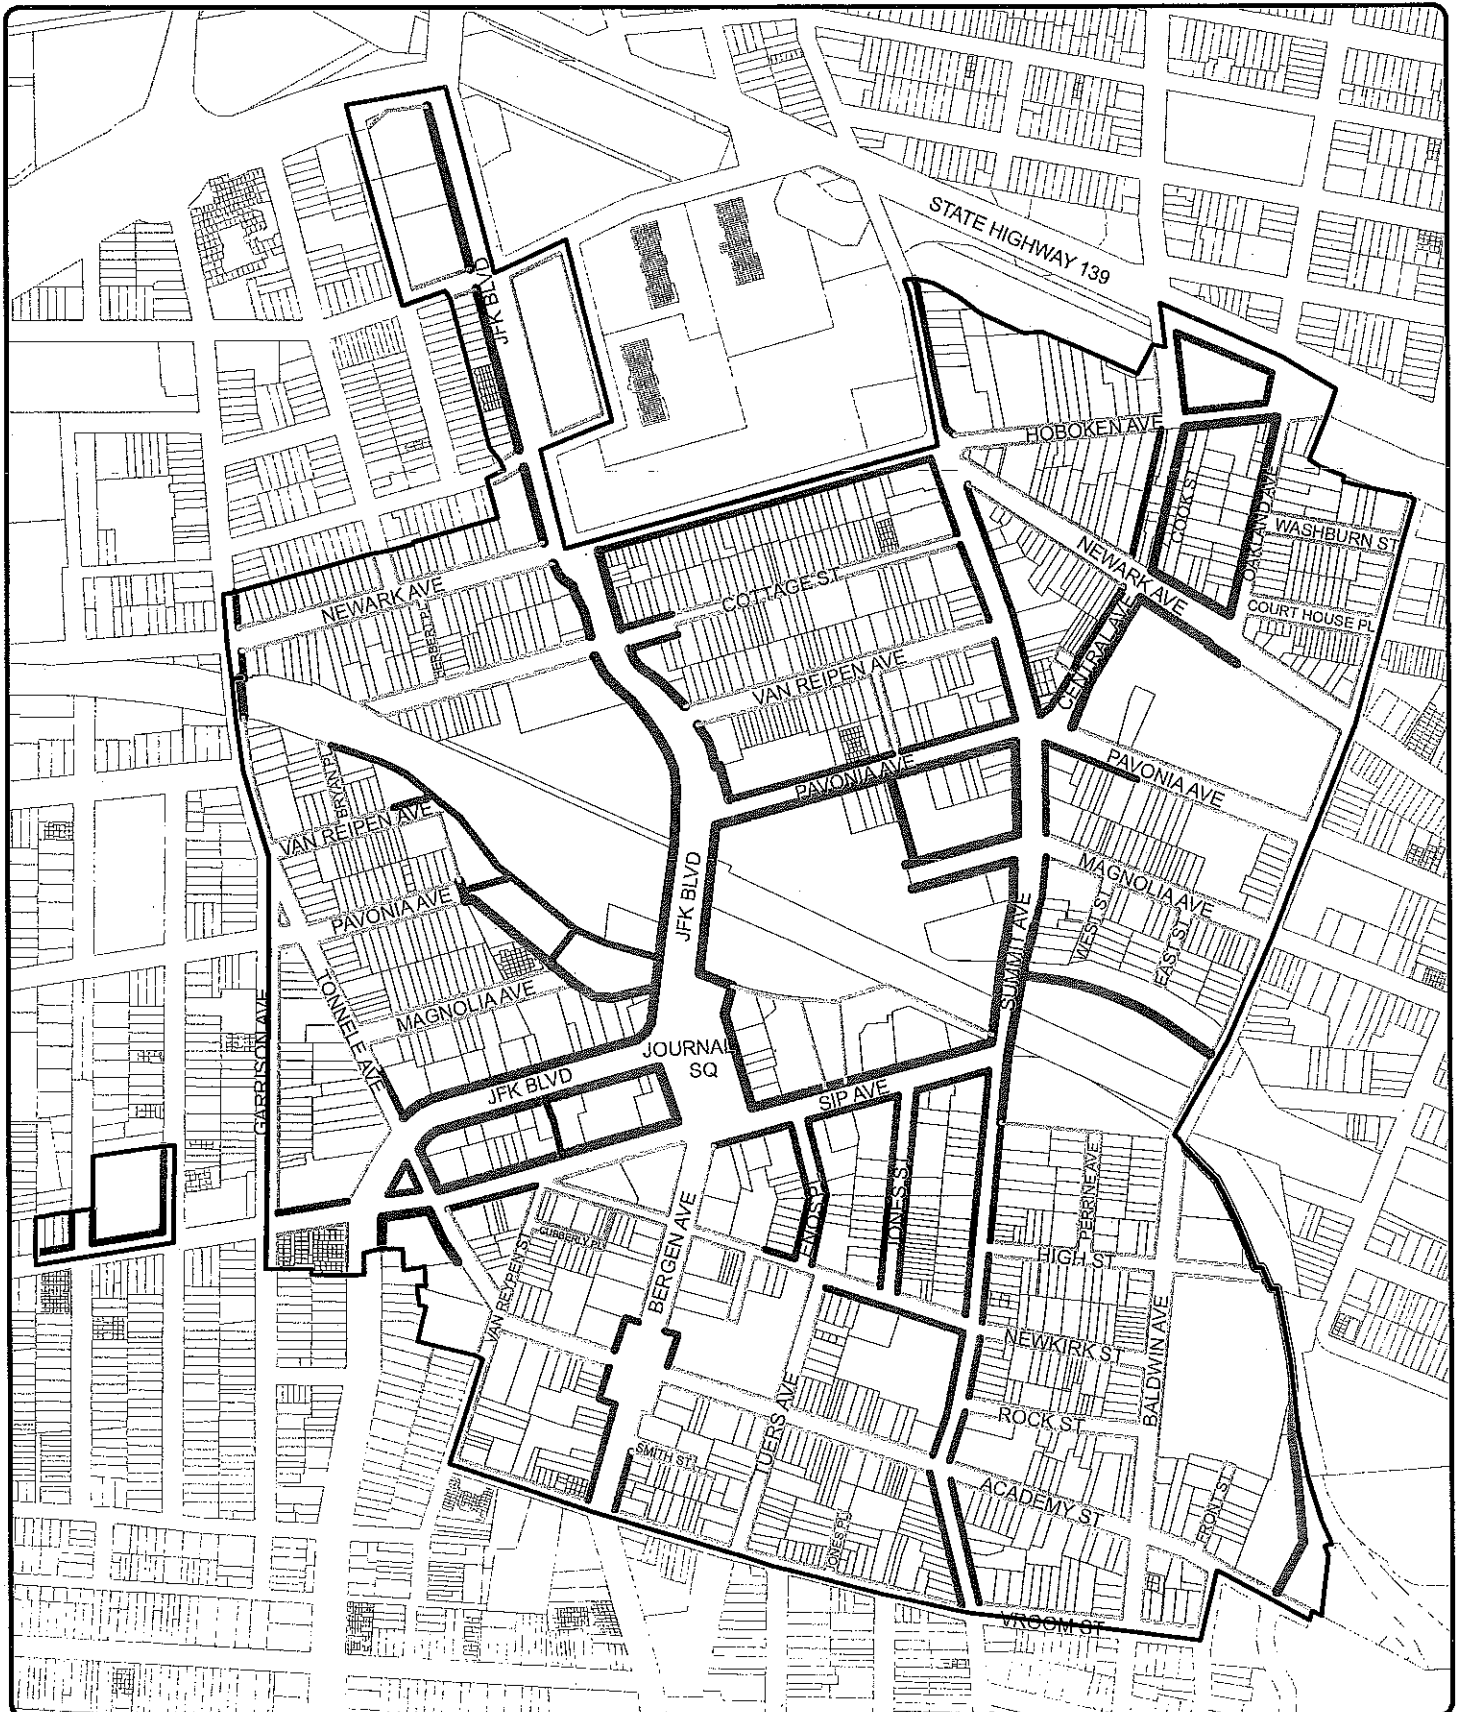 STATE HIGHWAY 139
JFK BLVD
HOBOKEN AVE
COOK ST
OAKLAND AVE
WASHBURN ST
NEWARK AVE
COURT HOUSE PL
NEWARK AVE
HERBERT PL
COTTAGE ST
CENTRAL AVE
VAN REIPEN AVE
PAVONIA AVE
PAVONIA AVE
BRYAN PL
VAN REIPEN AVE
JFK BLVD
MAGNOLIA AVE
PAVONIA AVE
SUMMIT AVE
WEST ST
EAST ST
TONNELE AVE
MAGNOLIA AVE
GARRISON AVE
JOURNAL
SQ
JFK BLVD
SIP AVE
JONES ST
ENOS PL
PERRINE AVE
CUBBERLY PL
BERGEN AVE
HIGH ST
VAN REYPEN ST
NEWKIRK ST
BALDWIN AVE
TUERS AVE
ROCK ST
SMITH ST
ACADEMY ST
FRONT ST
JONES PL
VROOM ST